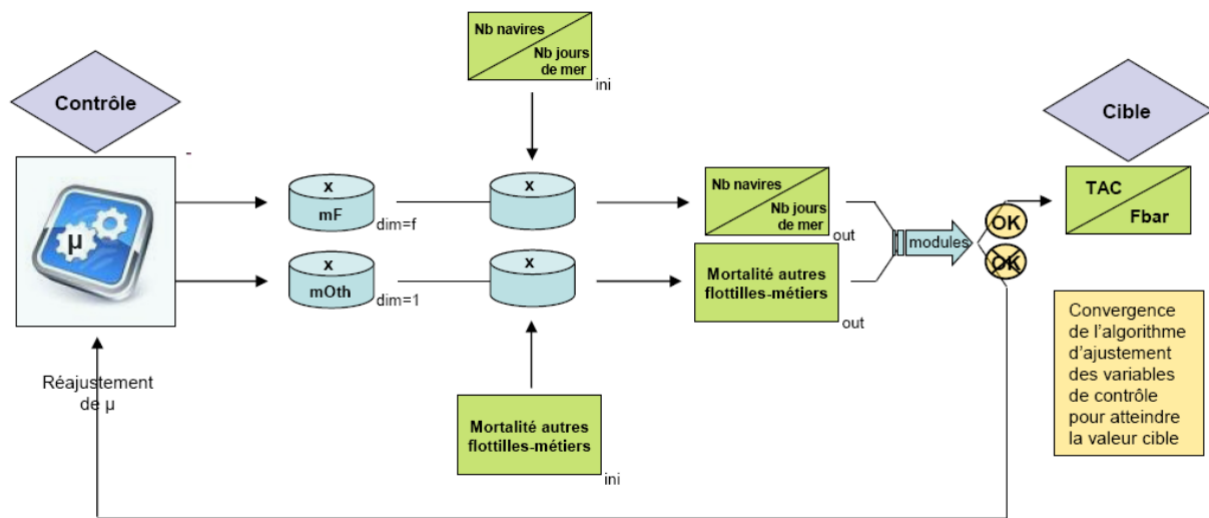 Nb navires
Nb jours
de mer
ini
Contrôle
-
µ
x
mF
dim=f
x
mOth
dim=1
x
x
Nb navires
Nb jours
de mer
out
Mortalité autres
flottilles-métiers
out
modules
OK
OK
Cible
TAC
Fbar
Convergence
de l'algorithme
d'ajustement
des variables
de contrôle
pour atteindre
la valeur cible
Réajustement
de µ
Mortalité autres
flottilles-métiers
ini